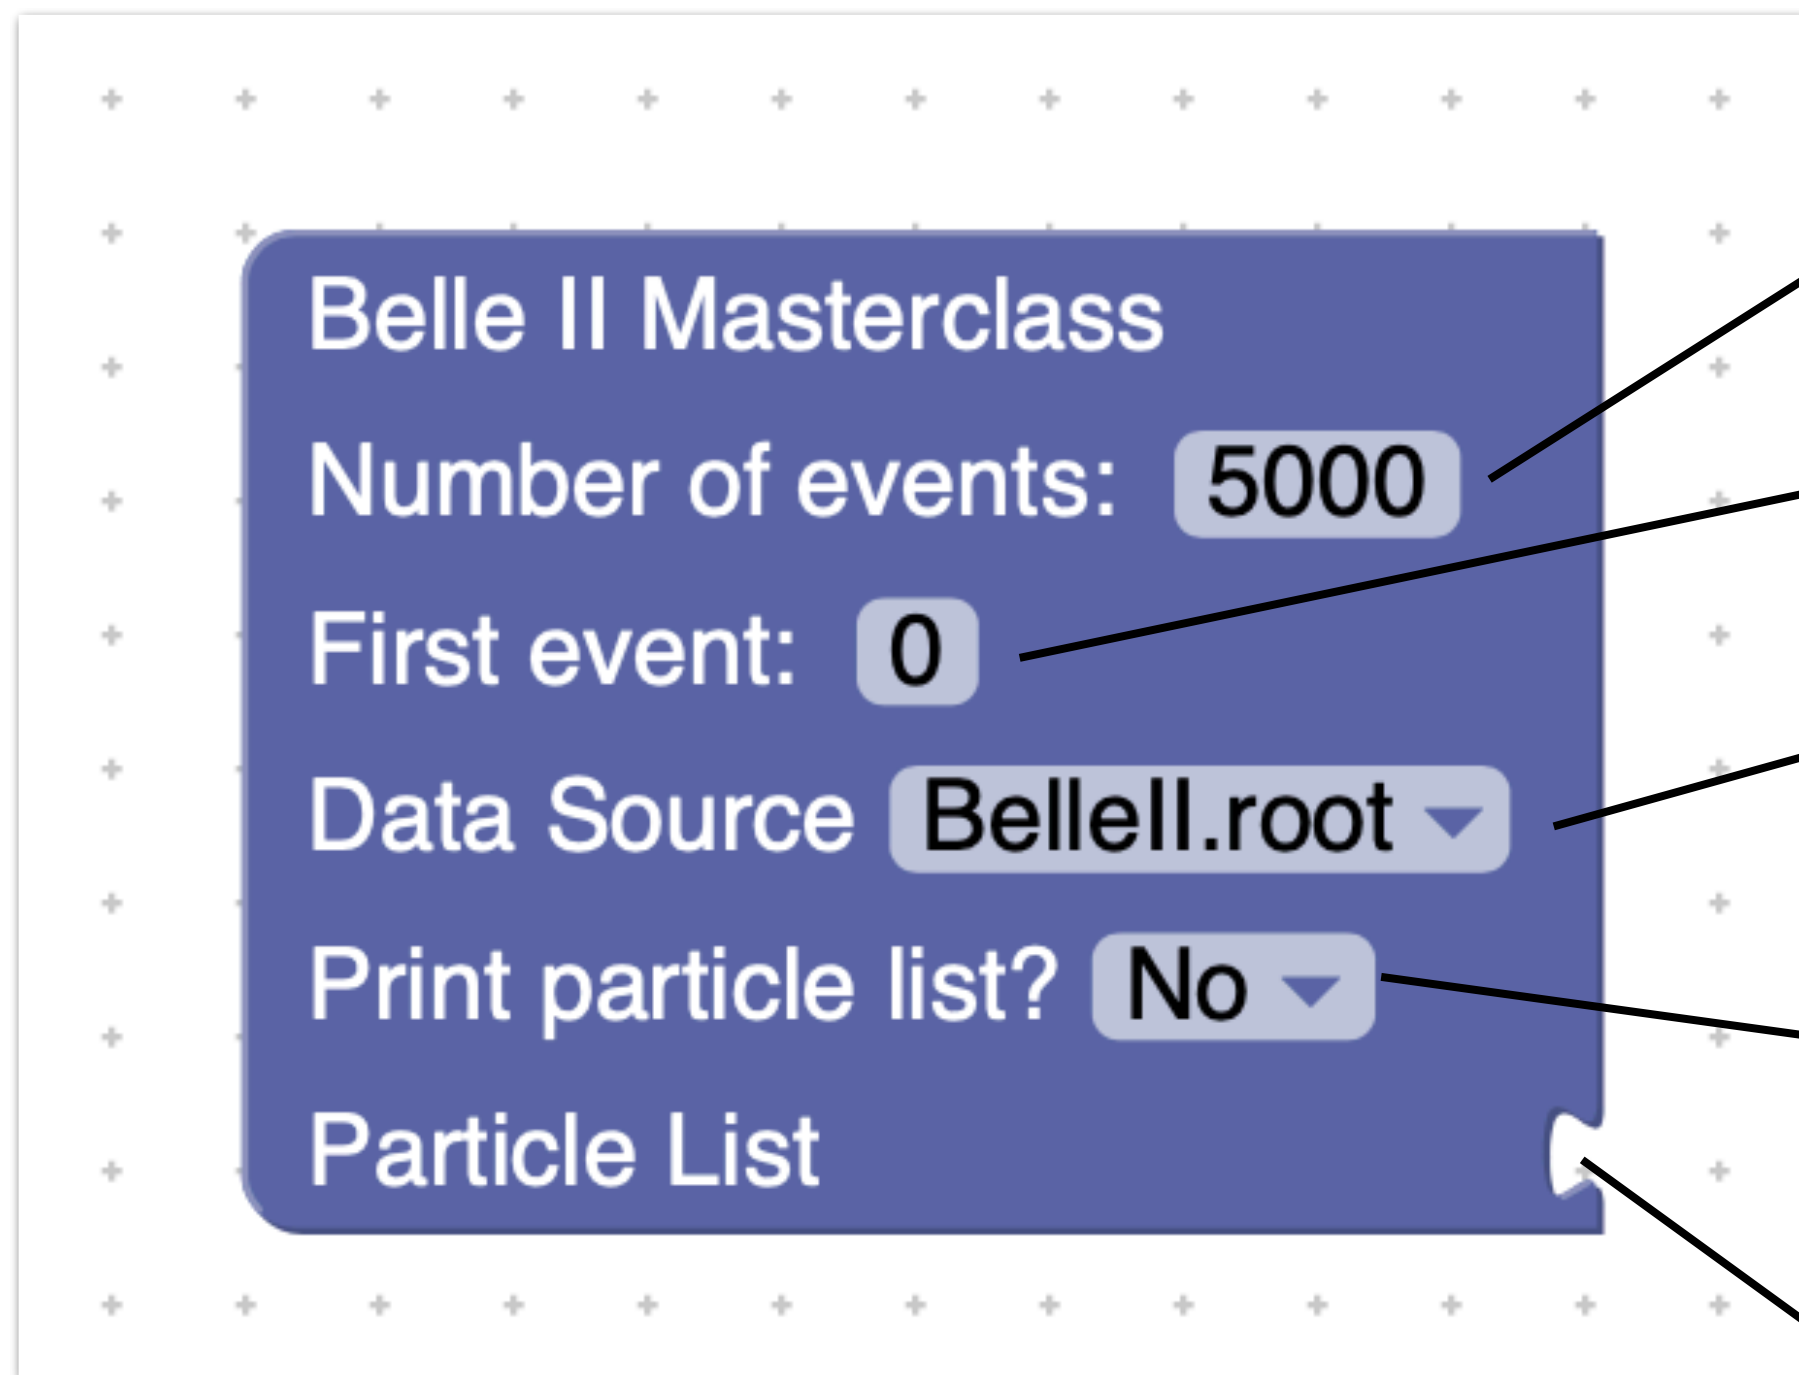 Belle II Masterclass
Number of events: 5000
First event: 0
Data Source BelleII.root
Print particle list? No
Particle List